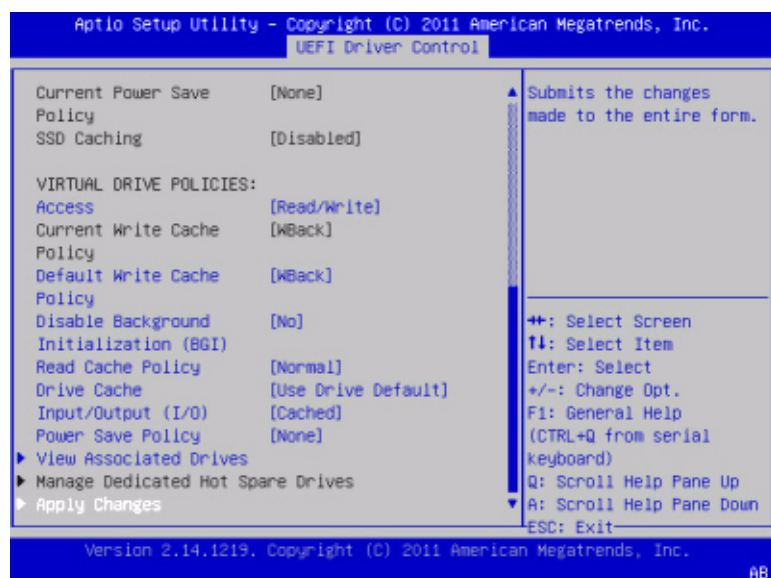 Aptio Setup Utility – Copyright (C) 2011 American Megatrends, Inc.
UEFI Driver Control
Current Power Save Policy [None]
SSD Caching [Disabled]
VIRTUAL DRIVE POLICIES:
Access [Read/Write]
Current Write Cache Policy [WBack]
Default Write Cache Policy [WBack]
Disable Background Initialization (BGI) [No]
Read Cache Policy [Normal]
Drive Cache [Use Drive Default]
Input/Output (I/O) [Cached]
Power Save Policy [None]
View Associated Drives
Manage Dedicated Hot Spare Drives
Apply Changes
Submits the changes
made to the entire form.
→←: Select Screen
↑↓: Select Item
Enter: Select
+/-: Change Opt.
F1: General Help
(CTRL+Q from serial
keyboard)
Q: Scroll Help Pane Up
A: Scroll Help Pane Down
ESC: Exit
Version 2.14.1219. Copyright (C) 2011 American Megatrends, Inc.
AB